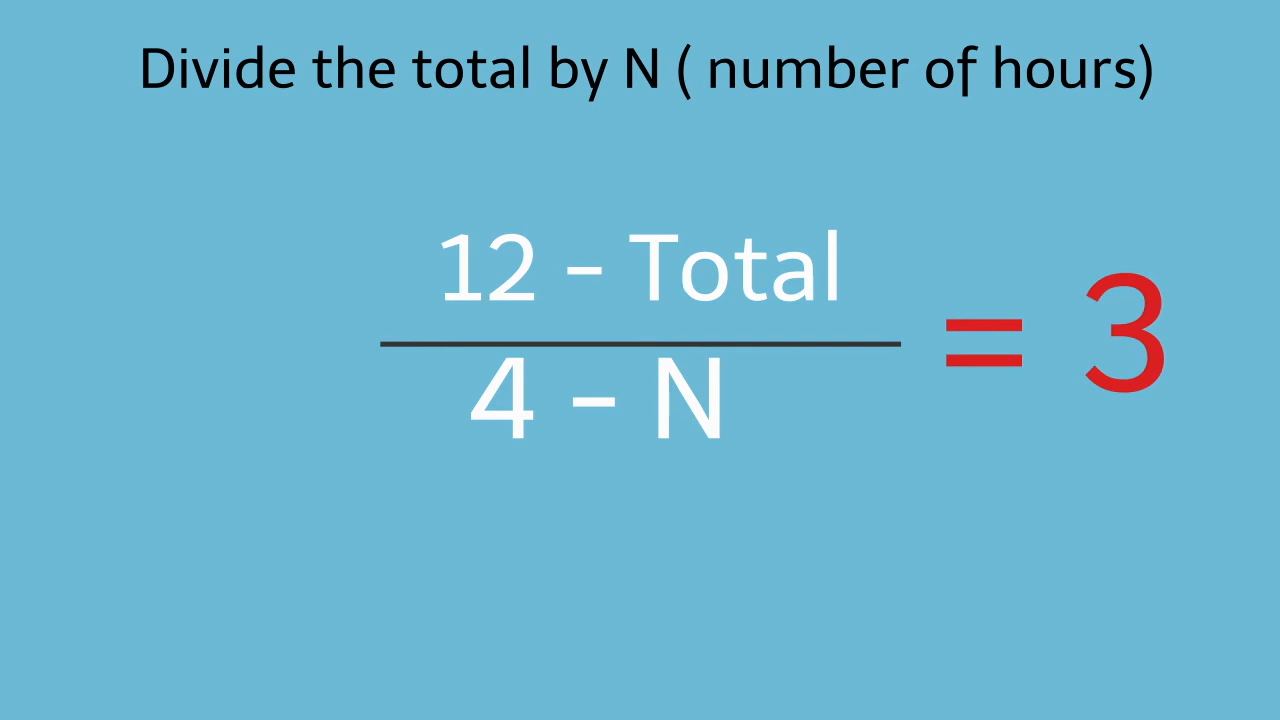 Divide the total by N ( number of hours)
12 - Total
4 - N
= 3